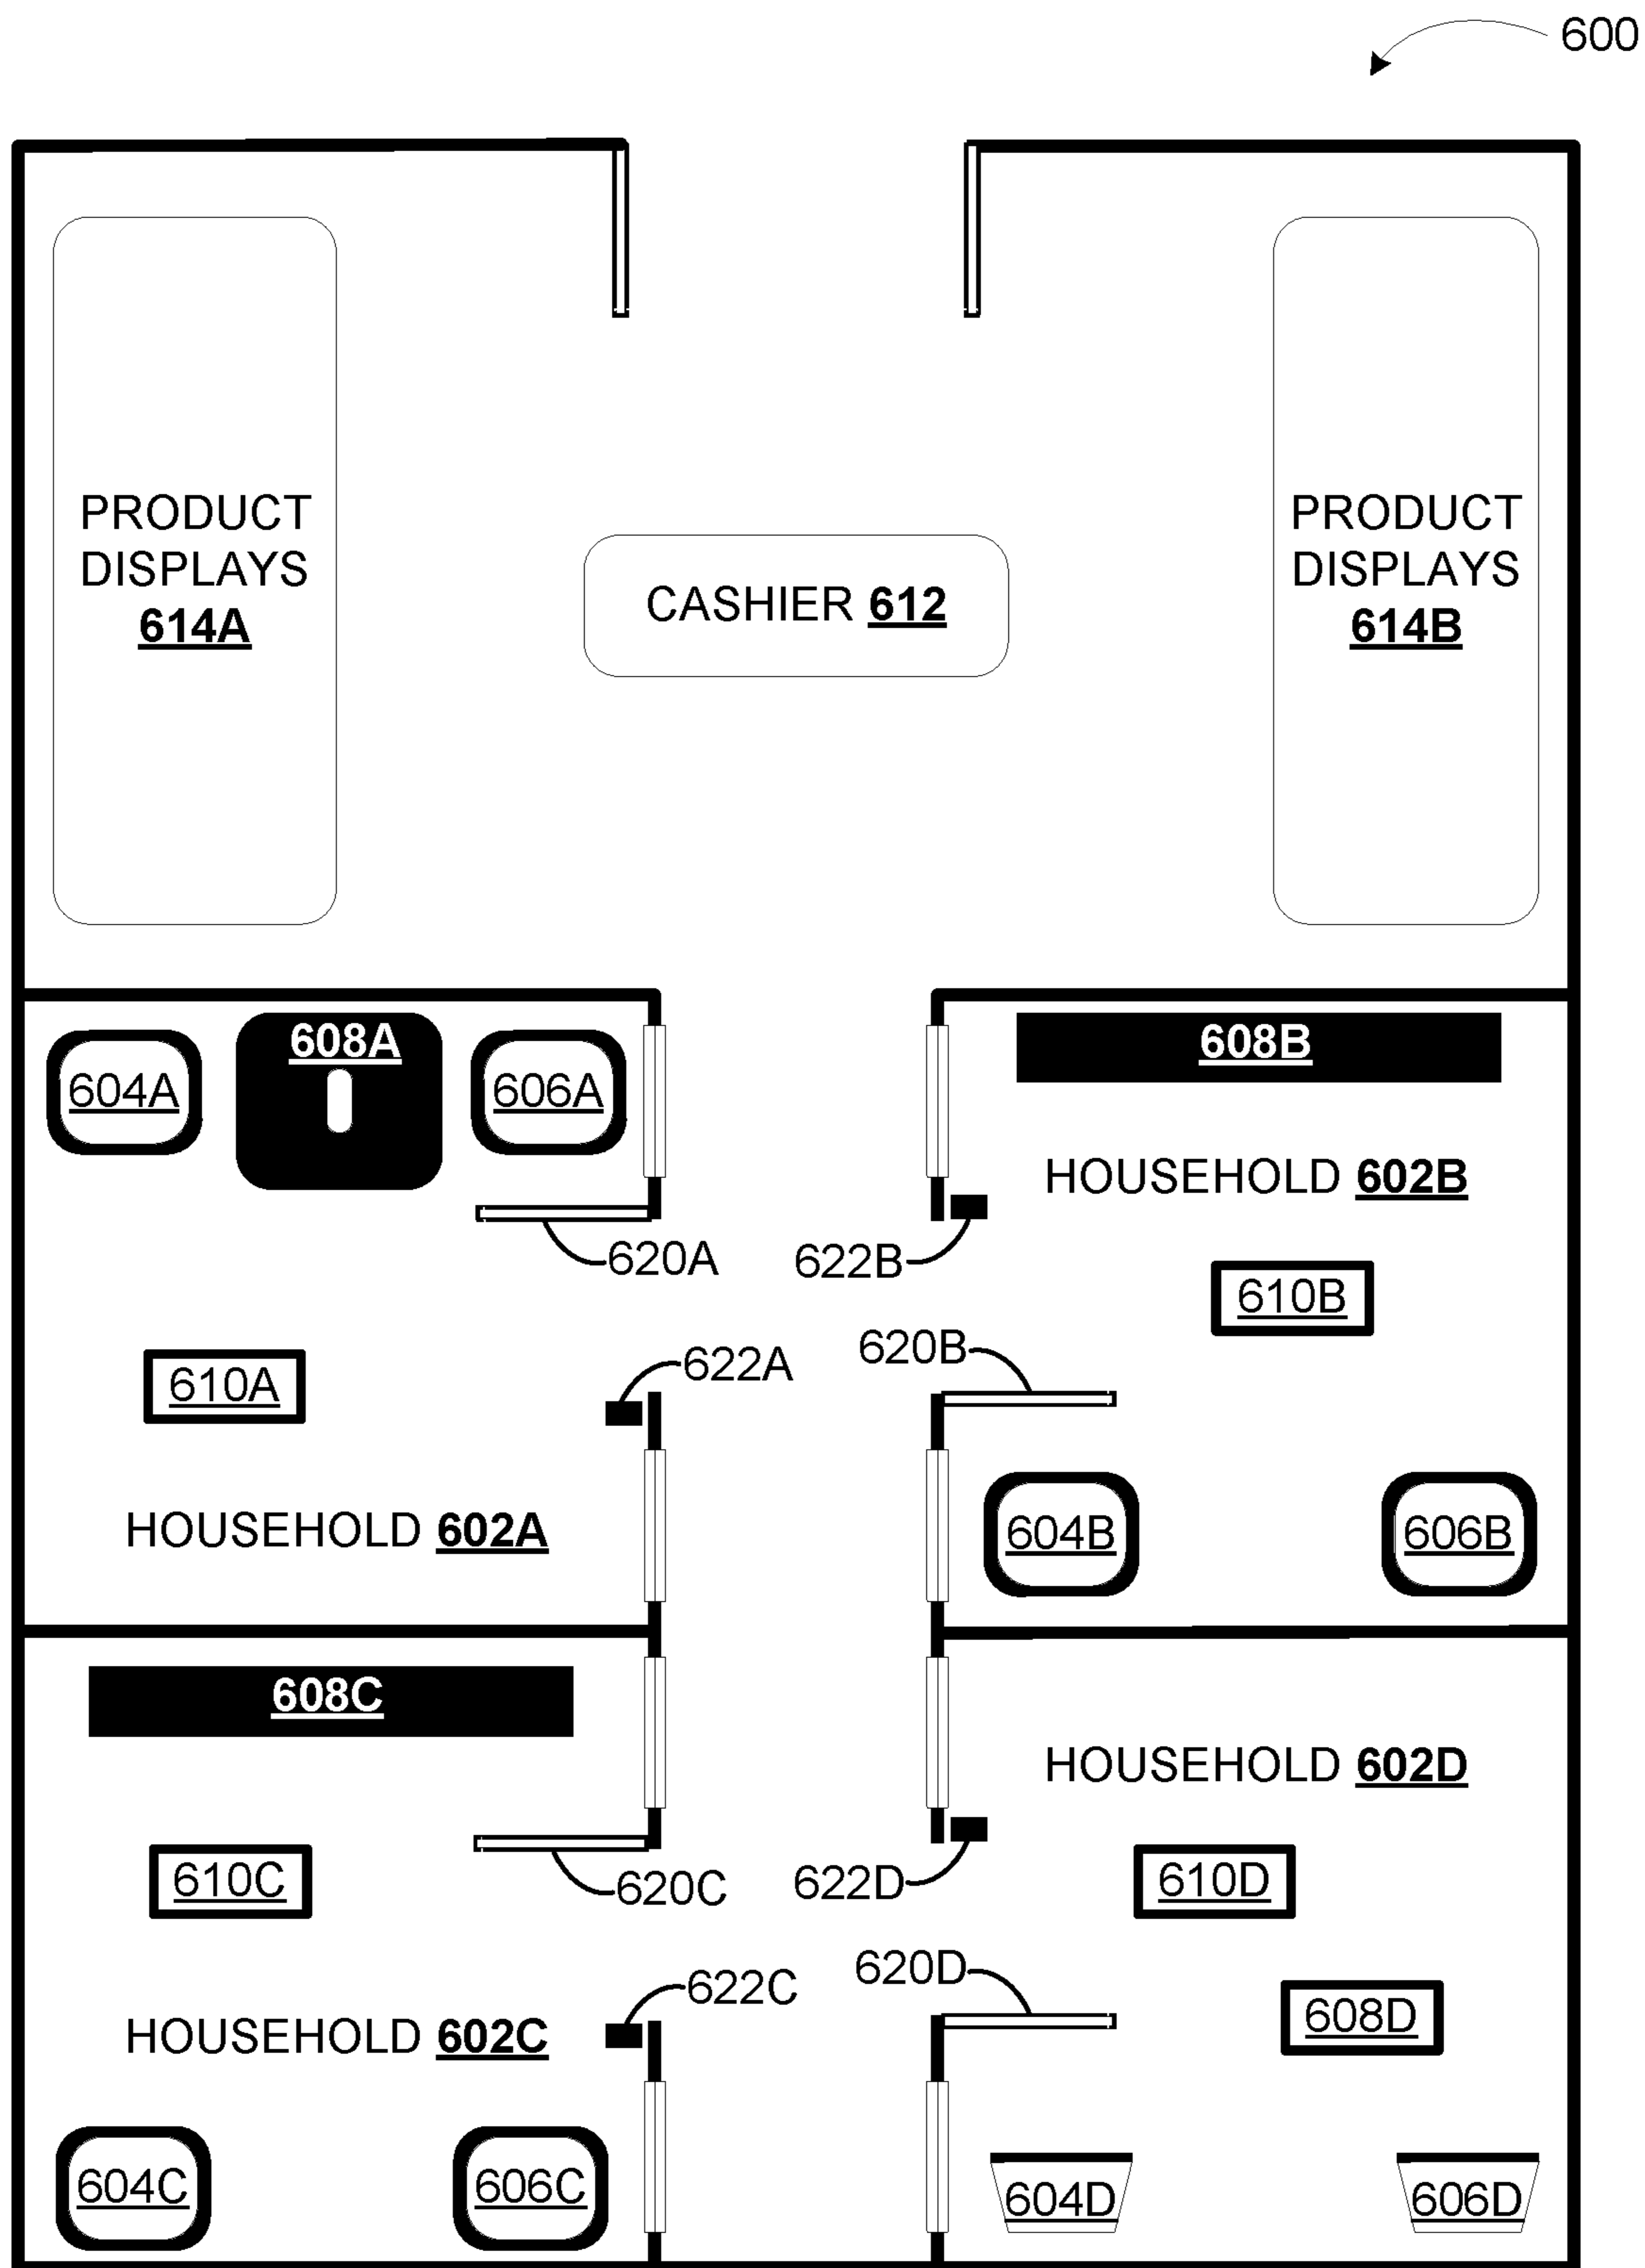 600
PRODUCT
DISPLAYS
614A
CASHIER 612
PRODUCT
DISPLAYS
614B
604A
608A
606A
608B
HOUSEHOLD 602B
620A
622B
610B
622A
620B
610A
HOUSEHOLD 602A
604B
606B
608C
HOUSEHOLD 602D
610C
620C
622D
610D
622C
620D
608D
HOUSEHOLD 602C
604C
606C
604D
606D